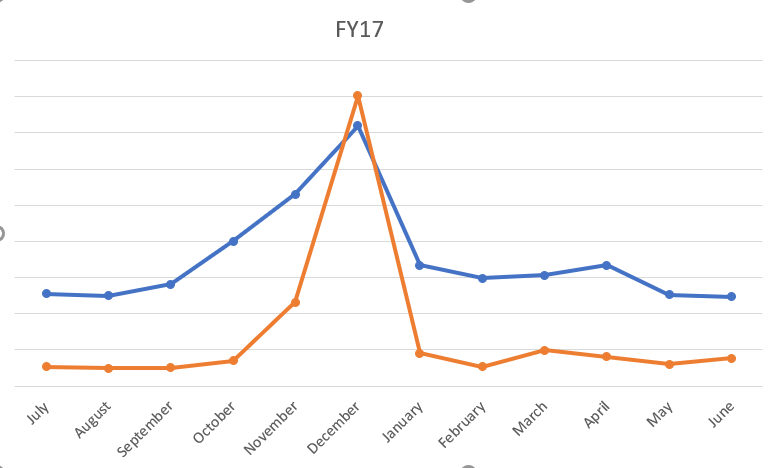 FY17
July
August
September
October
November
December
January
February
March
April
May
June